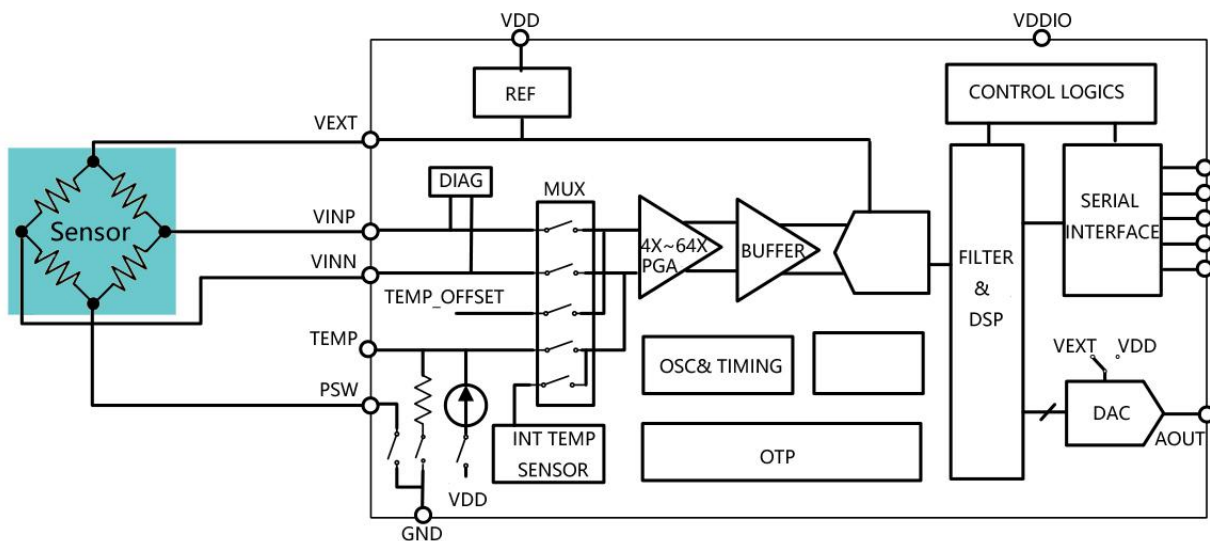 VDD
VDDIO
REF
CONTROL LOGICS
VEXT
DIAG
MUX
VINP
Sensor
4X~64X
PGA
BUFFER
SERIAL
INTERFACE
FILTER
&
DSP
VINN
TEMP_OFFSET
TEMP
OSC& TIMING
VEXT
VDD
PSW
DAC
AOUT
INT TEMP
SENSOR
OTP
VDD
GND